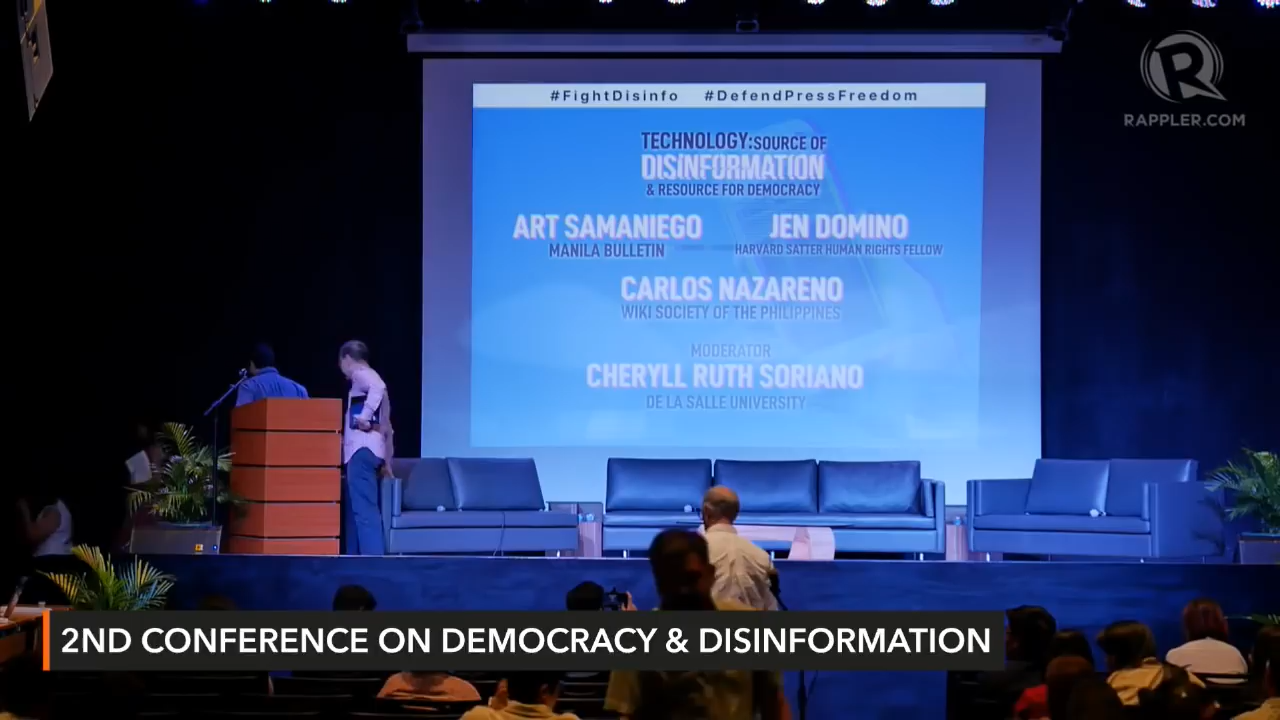 #FightDisinfo #DefendPressFreedom
R
RAPPLER.COM
TECHNOLOGY: SOURCE OF
DISINFORMATION
& RESOURCE FOR DEMOCRACY
ART SAMANIEGO JEN DOMINO
MANILA BULLETIN HARVARD SATTER HUMAN RIGHTS FELLOW
CARLOS NAZARENO
WIKI SOCIETY OF THE PHILIPPINES
MODERATOR
CHERYLL RUTH SORIANO
DE LA SALLE UNIVERSITY
2ND CONFERENCE ON DEMOCRACY & DISINFORMATION